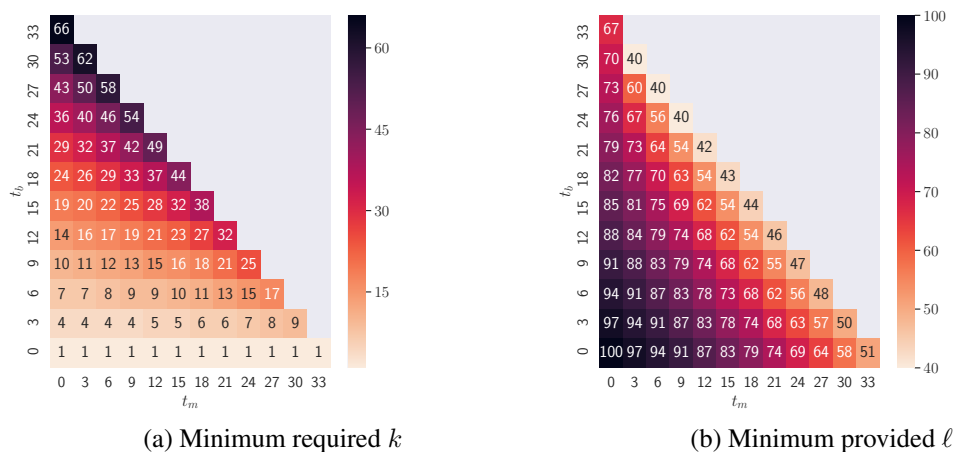 33 66 60
30 53 62
27 43 50 58
24 36 40 46 54 45
21 29 32 37 42 49
18 24 26 29 33 37 44
t_b
15 19 20 22 25 28 32 38 30
12 14 16 17 19 21 23 27 32
9 10 11 12 13 15 16 18 21 25
6 7 7 8 9 9 10 11 13 15 17 15
3 4 4 4 4 5 5 6 6 7 8 9
0 1 1 1 1 1 1 1 1 1 1 1 1
0 3 6 9 12 15 18 21 24 27 30 33
t_m
(a) Minimum required k
33 67 100
30 70 40
27 73 60 40 90
24 76 67 56 40
21 79 73 64 54 42 80
18 82 77 70 63 54 43
t_b
15 85 81 75 69 62 54 44 70
12 88 84 79 74 68 62 54 46
9 91 88 83 79 74 68 62 55 47 60
6 94 91 87 83 78 73 68 62 56 48
3 97 94 91 87 83 78 74 68 63 57 50 50
0 100 97 94 91 87 83 79 74 69 64 58 51 40
0 3 6 9 12 15 18 21 24 27 30 33
t_m
(b) Minimum provided ℓ